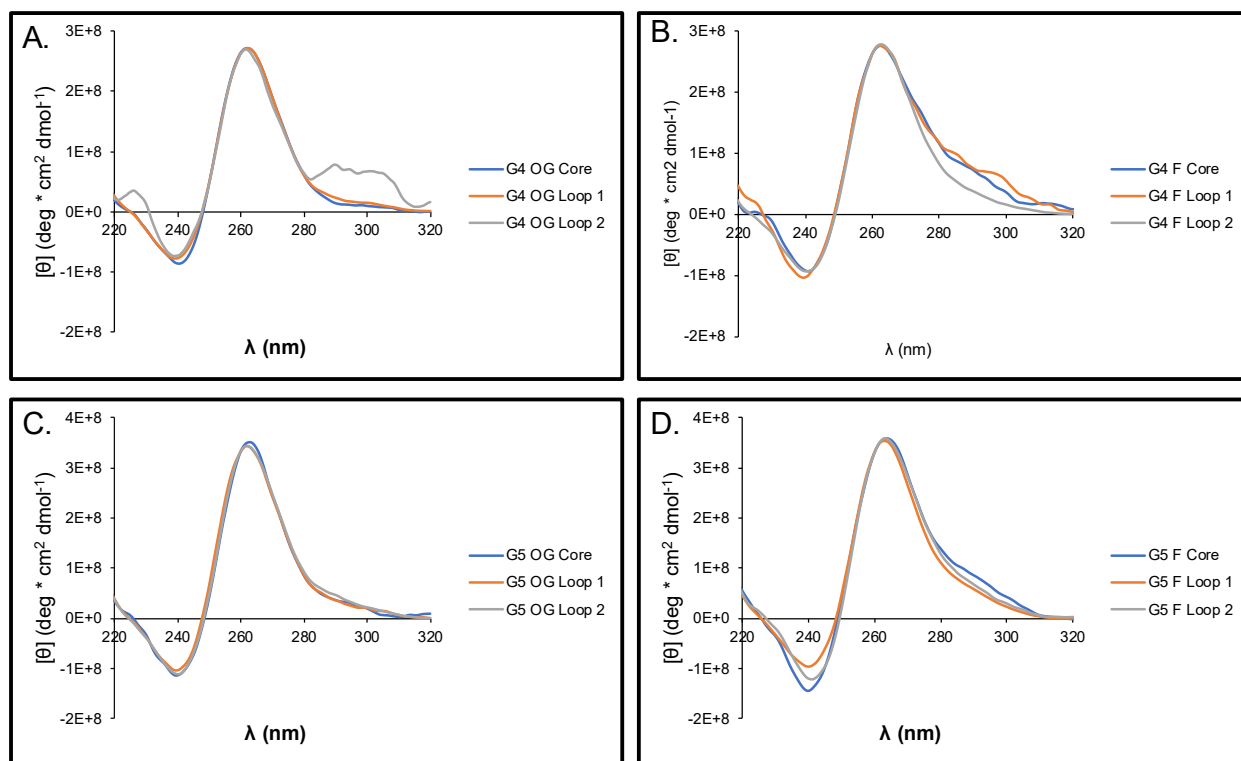 A.
[θ] (deg * cm² dmol⁻¹)
3E+8
2E+8
1E+8
0E+0
-1E+8
-2E+8
220 240 260 280 300 320
λ (nm)
G4 OG Core
G4 OG Loop 1
G4 OG Loop 2
B.
[θ] (deg * cm2 dmol-1)
3E+8
2E+8
1E+8
0E+0
-1E+8
-2E+8
220 240 260 280 300 320
λ (nm)
G4 F Core
G4 F Loop 1
G4 F Loop 2
C.
[θ] (deg * cm² dmol⁻¹)
4E+8
3E+8
2E+8
1E+8
0E+0
-1E+8
-2E+8
220 240 260 280 300 320
λ (nm)
G5 OG Core
G5 OG Loop 1
G5 OG Loop 2
D.
[θ] (deg * cm² dmol⁻¹)
4E+8
3E+8
2E+8
1E+8
0E+0
-1E+8
-2E+8
220 240 260 280 300 320
λ (nm)
G5 F Core
G5 F Loop 1
G5 F Loop 2